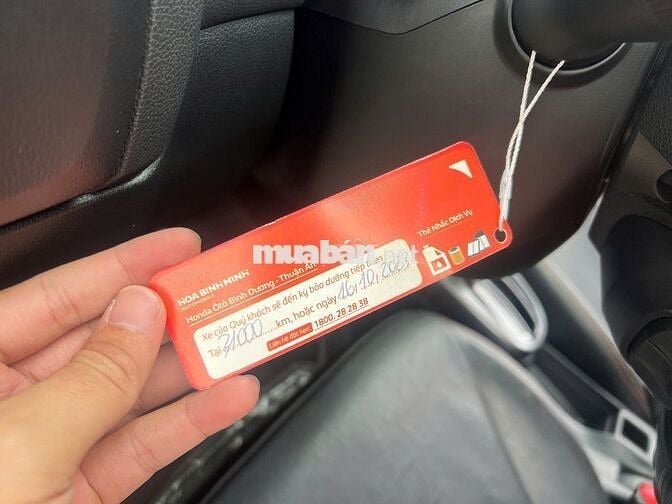 Thẻ Nhắc Dịch Vụ
HOA BINH MINH
AUTOMOBILE
Honda Ôtô Bình Dương - Thuận An
Xe của Quý khách sẽ đến kỳ bảo dưỡng tiếp theo
Tại 31000.....km, hoặc ngày 16,10,2023
Liên hệ đặt hẹn: 1800. 28 28 38
muabán